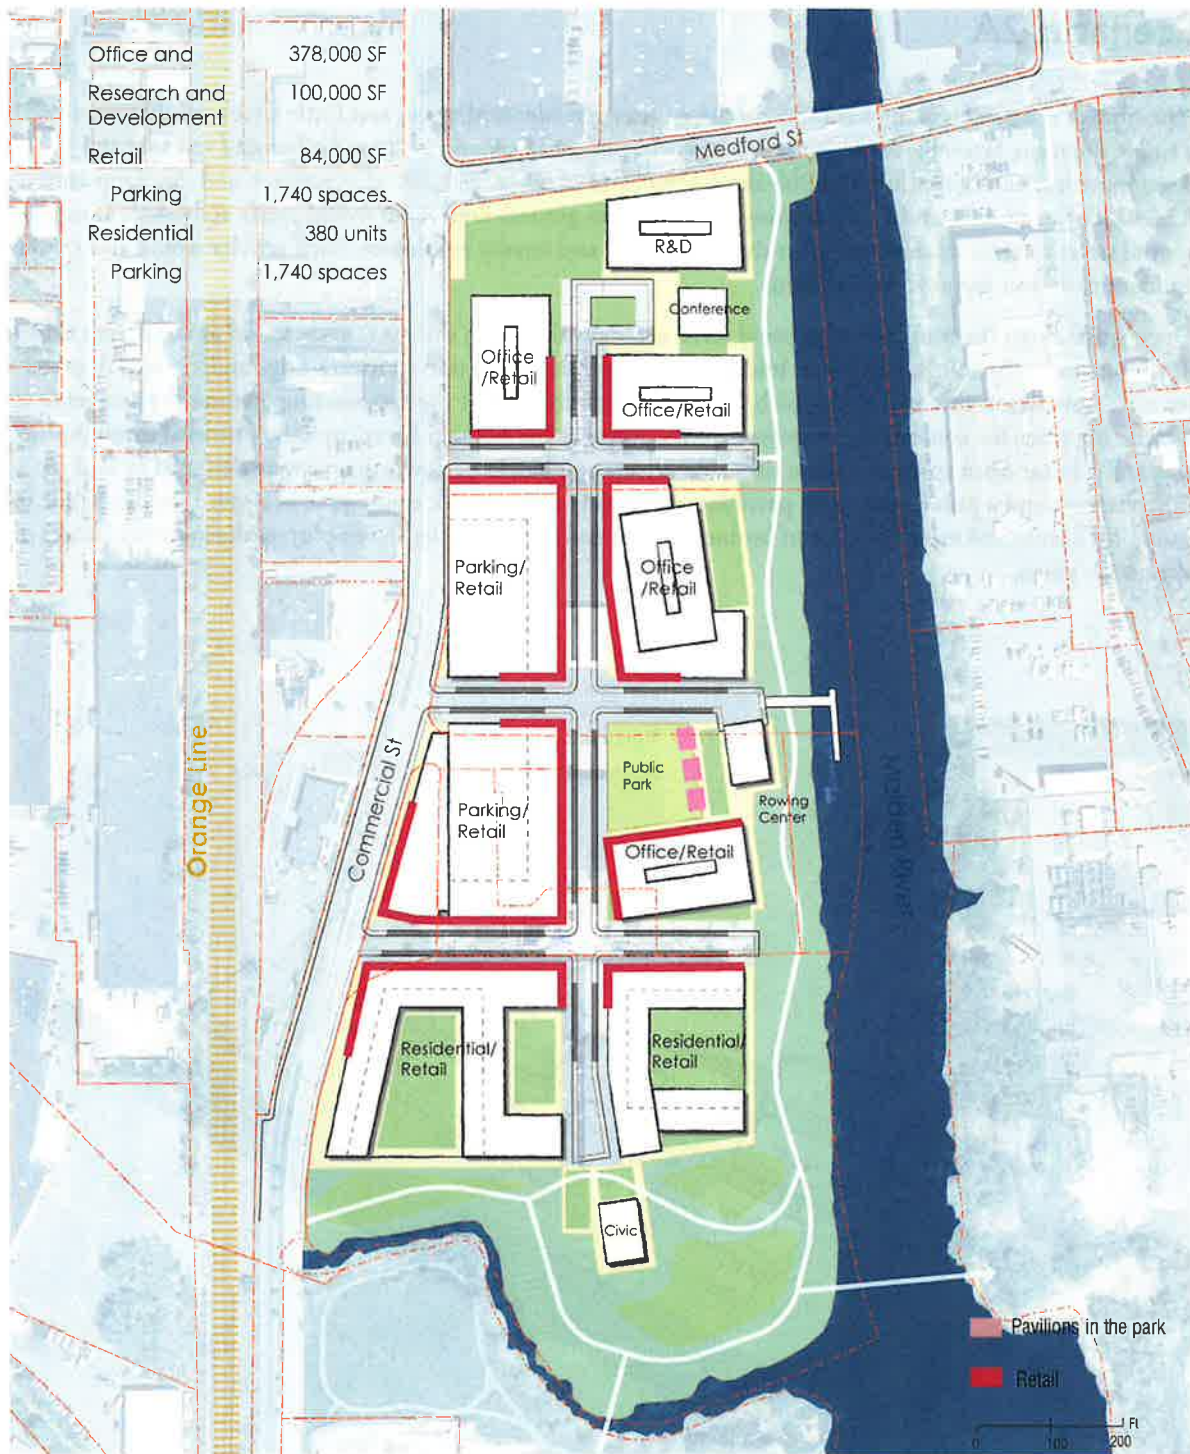 Office and 378,000 SF
Research and 100,000 SF
Development
Retail 84,000 SF
Parking 1,740 spaces
Residential 380 units
Parking 1,740 spaces
Medford St
R&D
Conference
Office
/Retail
Office/Retail
Parking/
Retail
Office
/Retail
Orange Line
Commercial St
Public
Park
Rowing
Center
Parking/
Retail
Office/Retail
Malden River
Residential/
Retail
Residential/
Retail
Civic
Pavilions in the park
Retail
Ft
0 100 200